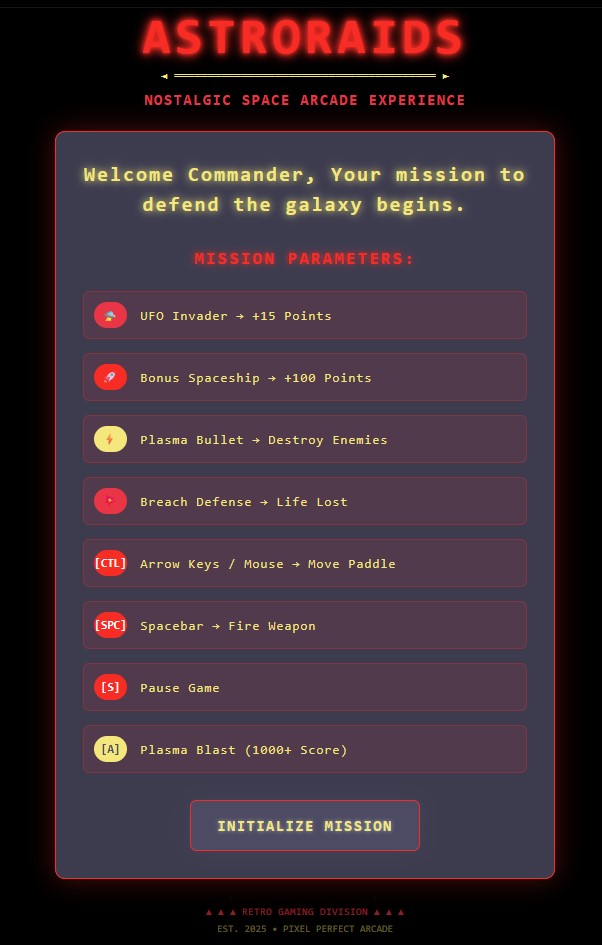 ASTRORAIDS
NOSTALGIC SPACE ARCADE EXPERIENCE
Welcome Commander, Your mission to
defend the galaxy begins.
MISSION PARAMETERS:
UFO Invader → +15 Points
Bonus Spaceship → +100 Points
Plasma Bullet → Destroy Enemies
Breach Defense → Life Lost
[CTL] Arrow Keys / Mouse → Move Paddle
[SPC] Spacebar → Fire Weapon
[S] Pause Game
[A] Plasma Blast (1000+ Score)
INITIALIZE MISSION
▲ ▲ ▲ RETRO GAMING DIVISION ▲ ▲ ▲
EST. 2025 • PIXEL PERFECT ARCADE